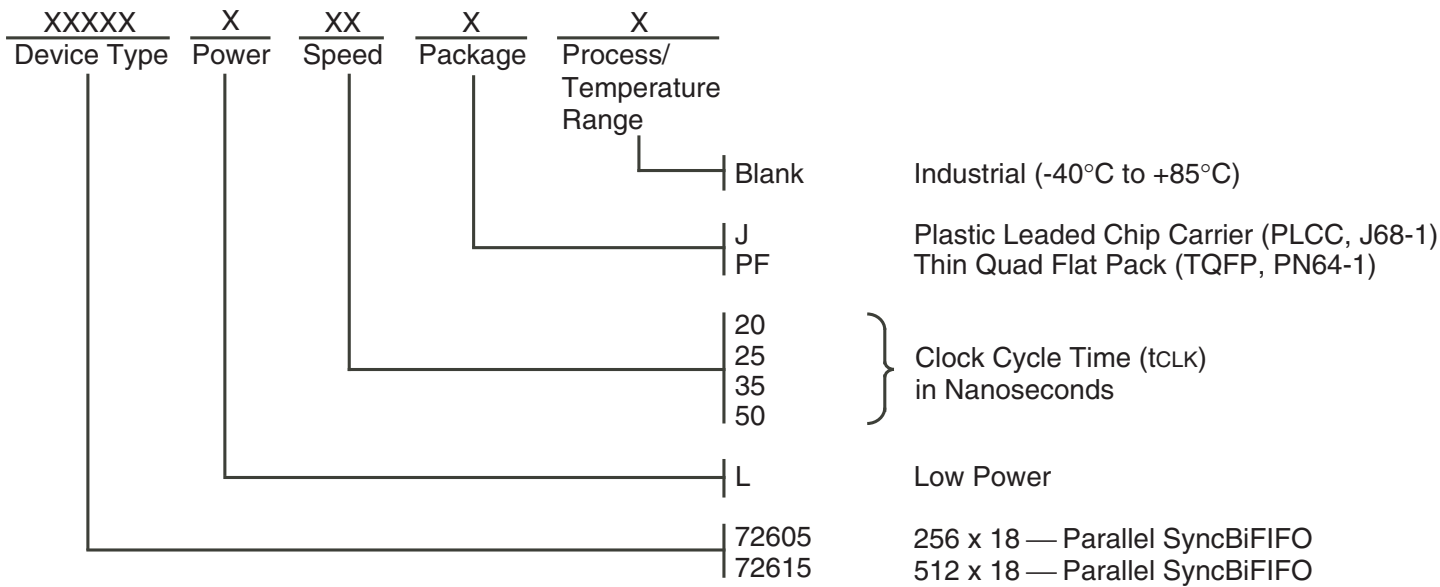 XXXXX X XX X X
Device Type Power Speed Package Process/
Temperature
Range
Blank Industrial (-40°C to +85°C)
J Plastic Leaded Chip Carrier (PLCC, J68-1)
PF Thin Quad Flat Pack (TQFP, PN64-1)
20
25
35
50
Clock Cycle Time (tCLK)
in Nanoseconds
L Low Power
72605 256 x 18 — Parallel SyncBiFIFO
72615 512 x 18 — Parallel SyncBiFIFO